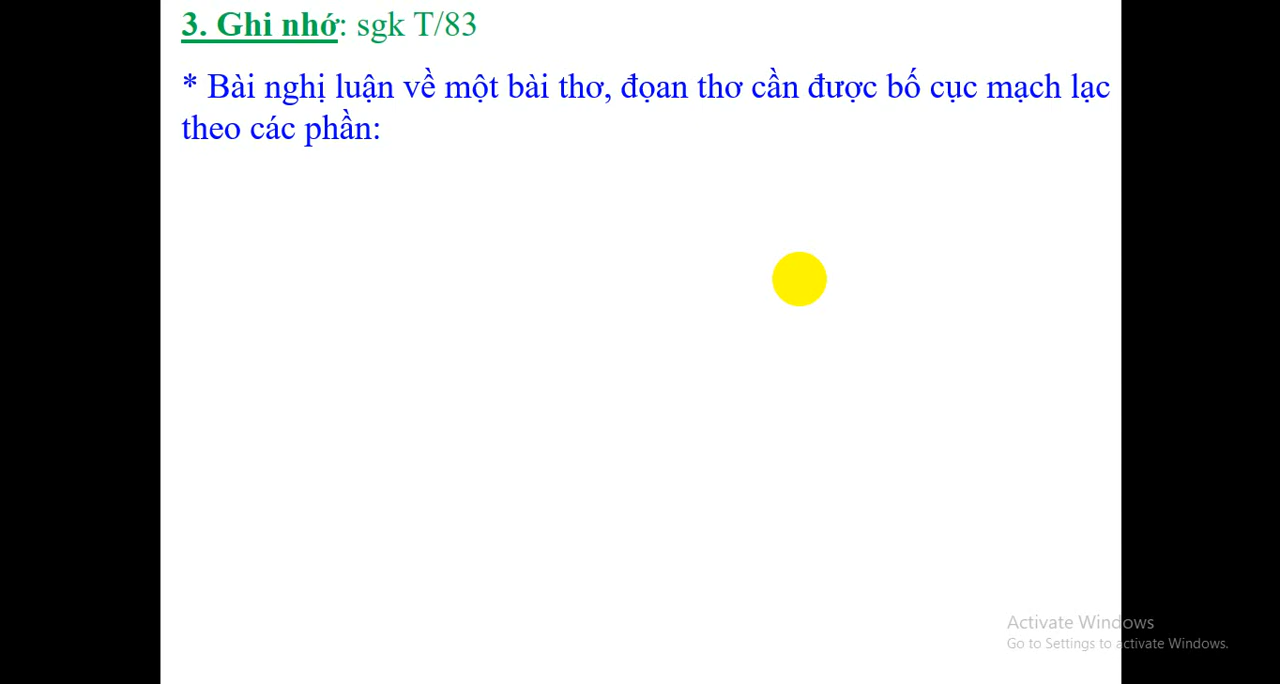 3. Ghi nhớ: sgk T/83
* Bài nghị luận về một bài thơ, đọan thơ cần được bố cục mạch lạc
theo các phần:
Activate Windows
Go to Settings to activate Windows.